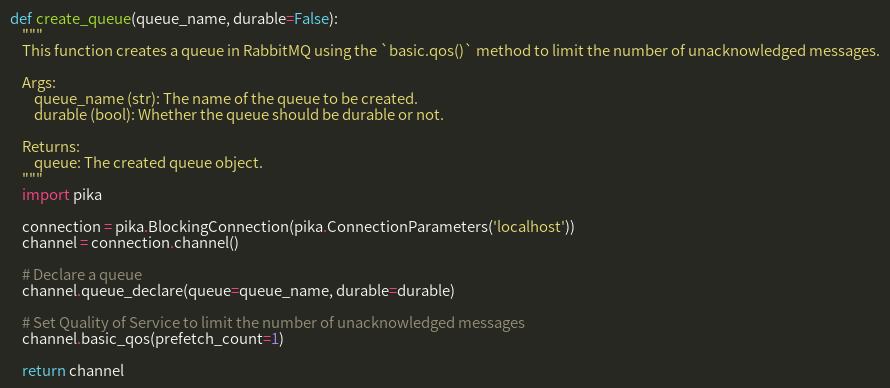 def create_queue(queue_name, durable=False):
"""
This function creates a queue in RabbitMQ using the `basic.qos()` method to limit the number of unacknowledged messages.
Args:
queue_name (str): The name of the queue to be created.
durable (bool): Whether the queue should be durable or not.
Returns:
queue: The created queue object.
"""
import pika
connection = pika.BlockingConnection(pika.ConnectionParameters('localhost'))
channel = connection.channel()
# Declare a queue
channel.queue_declare(queue=queue_name, durable=durable)
# Set Quality of Service to limit the number of unacknowledged messages
channel.basic_qos(prefetch_count=1)
return channel